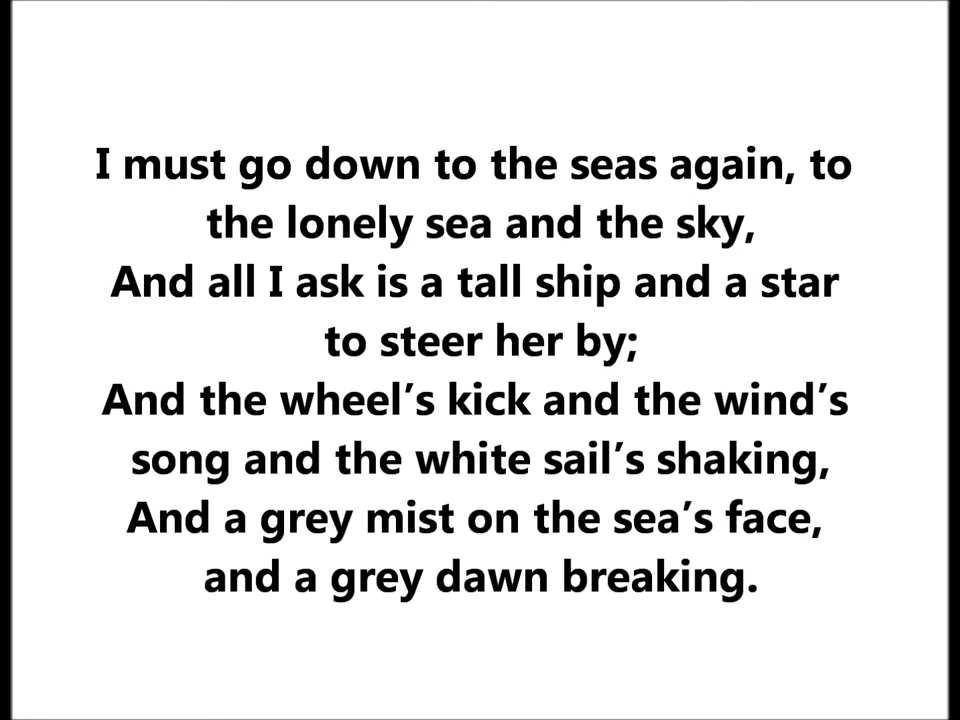 I must go down to the seas again, to
the lonely sea and the sky,
And all I ask is a tall ship and a star
to steer her by;
And the wheel’s kick and the wind’s
song and the white sail’s shaking,
And a grey mist on the sea’s face,
and a grey dawn breaking.